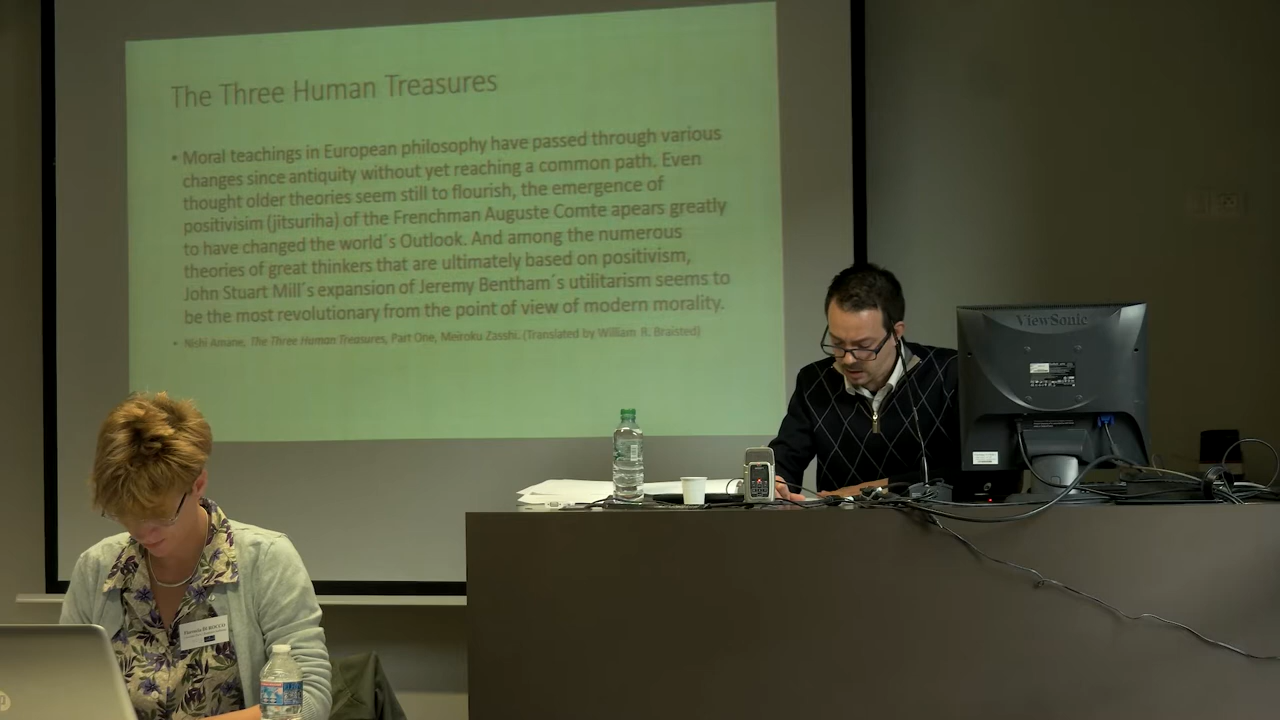 The Three Human Treasures
• Moral teachings in European philosophy have passed through various
changes since antiquity without yet reaching a common path. Even
thought older theories seem still to flourish, the emergence of
positivisim (jitsuriha) of the Frenchman Auguste Comte apears greatly
to have changed the world´s Outlook. And among the numerous
theories of great thinkers that are ultimately based on positivism,
John Stuart Mill´s expansion of Jeremy Bentham´s utilitarism seems to
be the most revolutionary from the point of view of modern morality.
• Nishi Amane, The Three Human Treasures, Part One, Meiroku Zasshi. (Translated by William R. Braisted)
ViewSonic
DI ROCCO